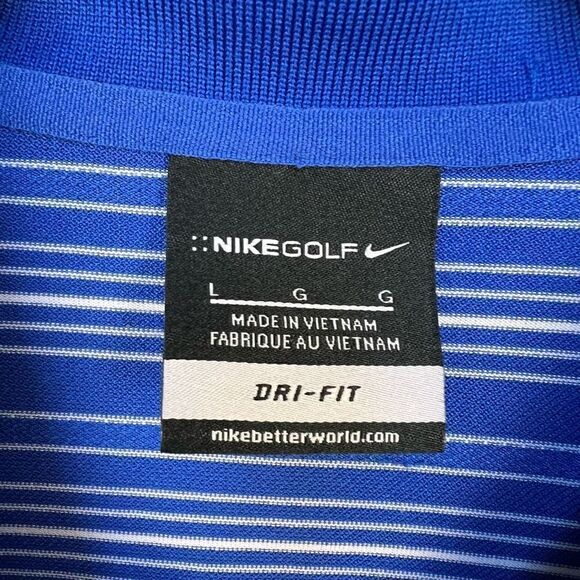 NIKEGOLF
L G G
MADE IN VIETNAM
FABRIQUE AU VIETNAM
DRI-FIT
nikebetterworld.com